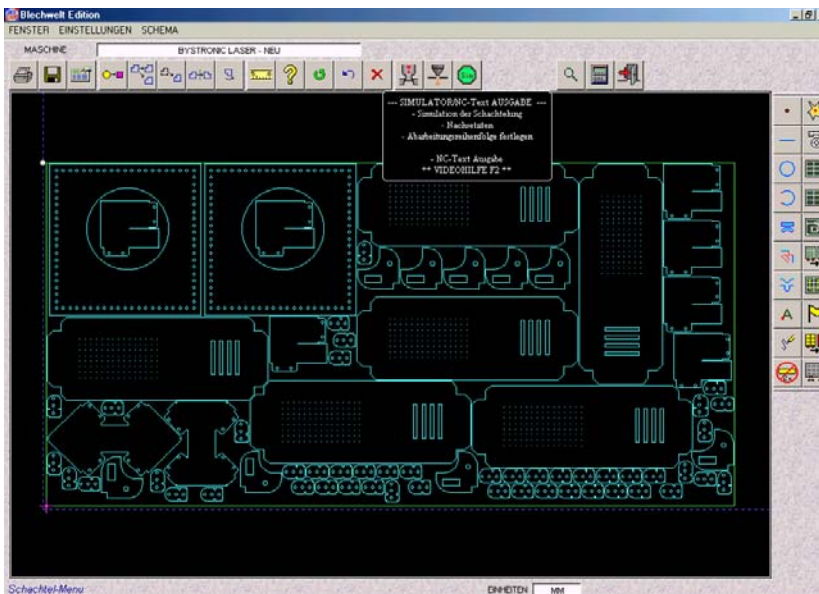 Blechwelt Edition
FENSTER EINSTELLUNGEN SCHEMA
MASCHINE BYSTRONIC LASER - NEU
--- SIMULATOR/NC-Text AUSGABE ---
- Simulation der Schachtelung
- Nachsetzten
- Abarbeitungsreihenfolge festlegen
- NC-Text Ausgabe
++ VIDEOHILFE F2 ++
A
Schachtel-Menu
EINHEITEN MM